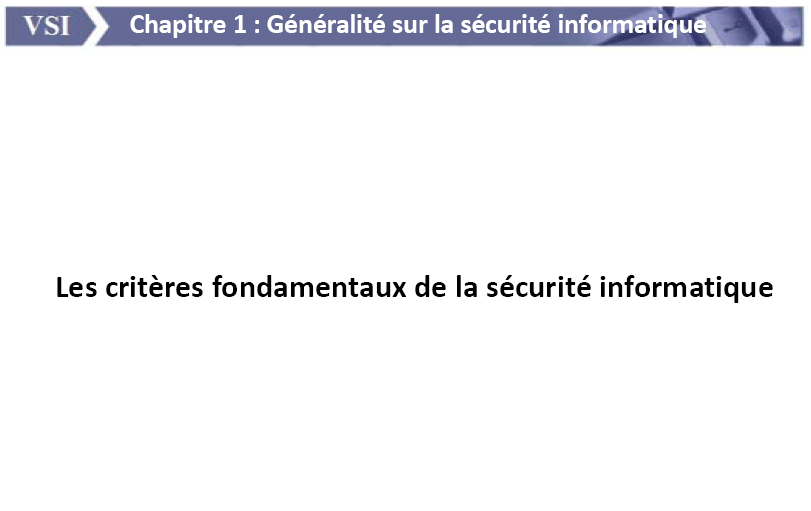 VSI
Chapitre 1 : Généralité sur la sécurité informatique
Les critères fondamentaux de la sécurité informatique